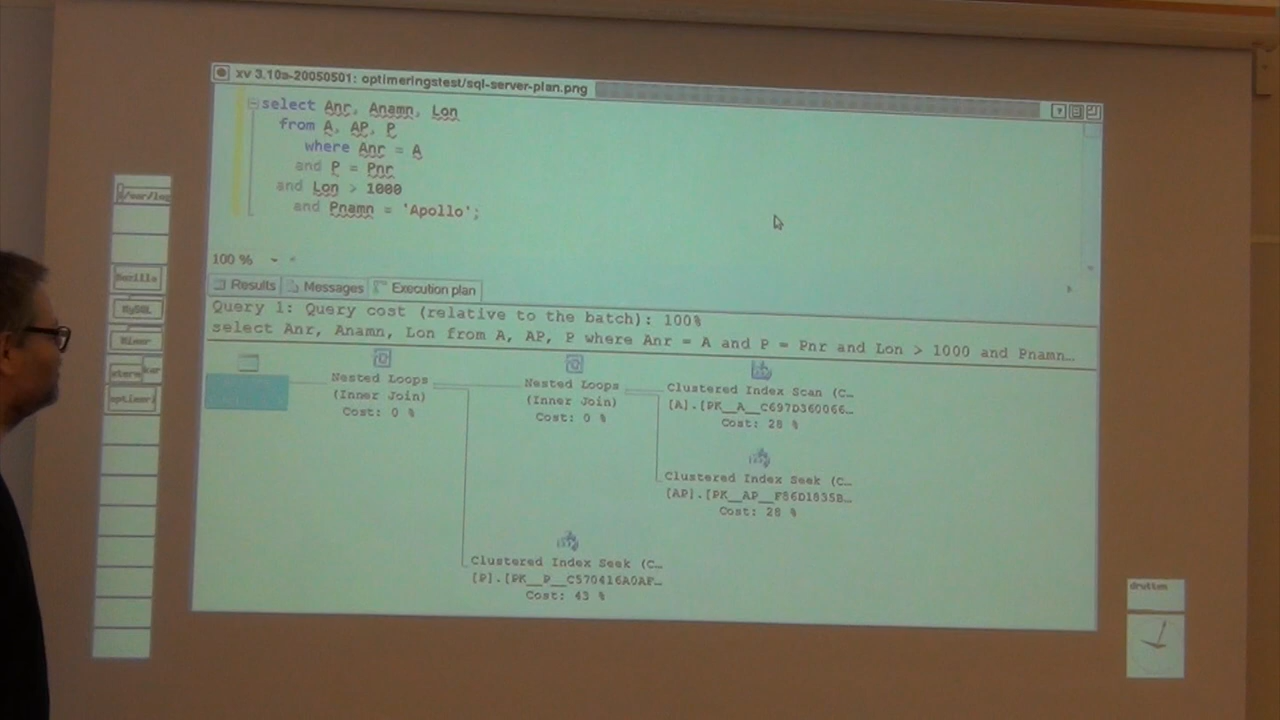 xv 3.10a-20050501: optimeringstest/sql-server-plan.png
select Anr, Anamn, Lon
from A, AP, P
where Anr = A
and P = Pnr
and Lon > 1000
and Pnamn = 'Apollo';
100 %
Results Messages Execution plan
Query 1: Query cost (relative to the batch): 100%
select Anr, Anamn, Lon from A, AP, P where Anr = A and P = Pnr and Lon > 1000 and Pnamn…
Nested Loops
(Inner Join)
Cost: 0 %
Nested Loops
(Inner Join)
Cost: 0 %
Clustered Index Scan (C…
[A].[PK__A__C697D360066…
Cost: 28 %
Clustered Index Seek (C…
[AP].[PK__AP__F86D1835B…
Cost: 28 %
Clustered Index Seek (C…
[P].[PK__P__C570416A0AF…
Cost: 43 %
MySQL
drutten